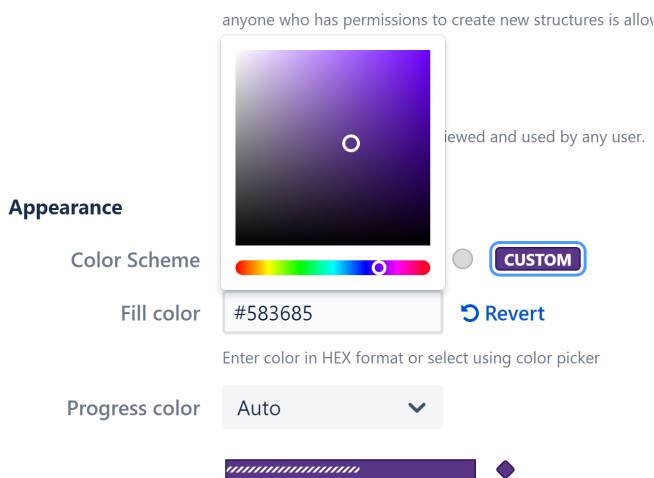 anyone who has permissions to create new structures is
iewed and used by any user.
Appearance
Color Scheme
CUSTOM
Fill color
#583685
Revert
Enter color in HEX format or select using color picker
Progress color
Auto